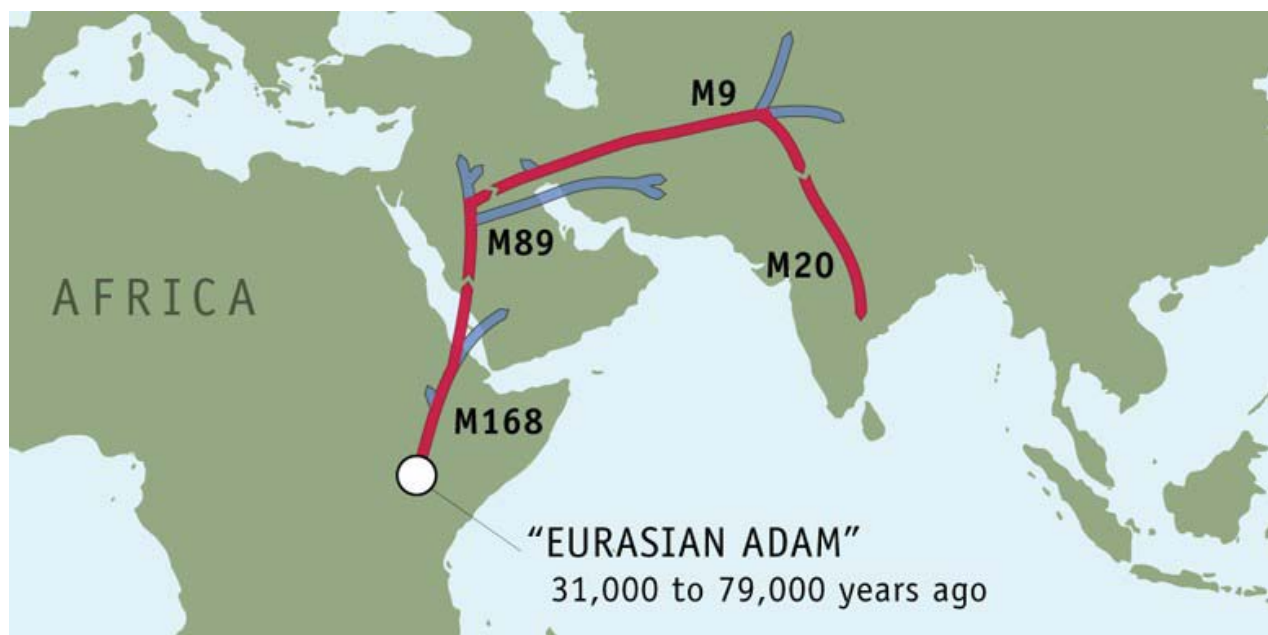 M9
M89
M20
AFRICA
M168
“EURASIAN ADAM”
31,000 to 79,000 years ago